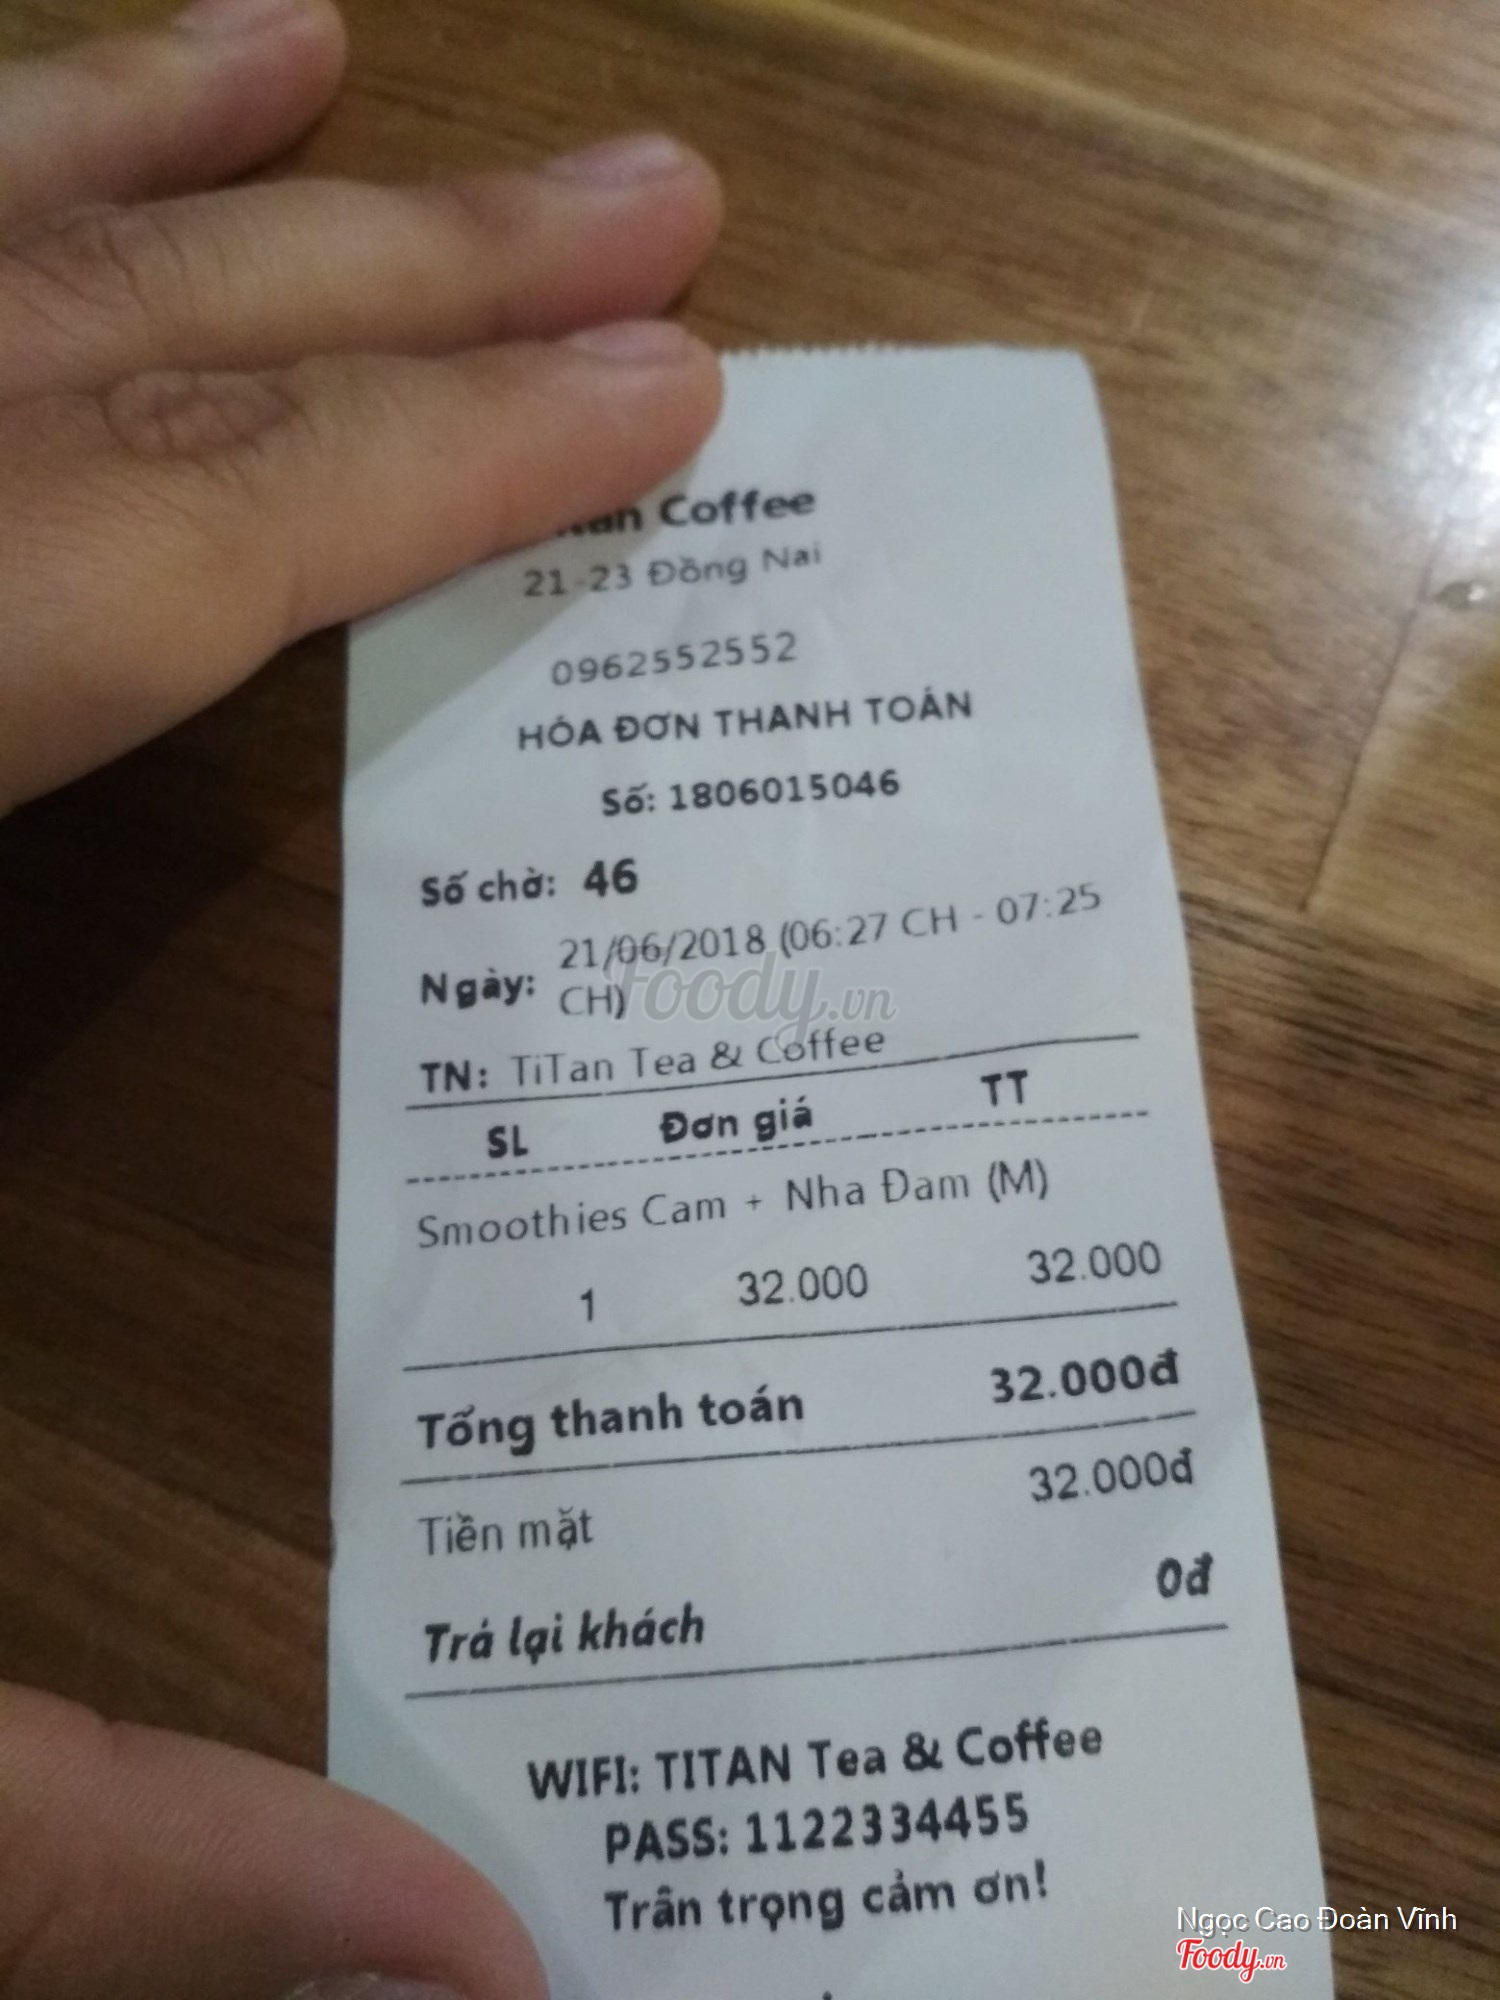 Coffee
21-23 Đồng Nai
0962552552
HÓA ĐƠN THANH TOÁN
Số: 1806015046
Số chờ: 46
Ngày: 21/06/2018 (06:27 CH - 07:25
CH)
Foody.vn
TN: TiTan Tea & Coffee
SL Đơn giá TT
Smoothies Cam + Nha Đam (M)
1 32.000 32.000
Tổng thanh toán 32.000đ
Tiền mặt 32.000đ
Trả lại khách 0đ
WIFI: TITAN Tea & Coffee
PASS: 1122334455
Trân trọng cảm ơn!
Ngọc Cao Đoàn Vĩnh
Foody.vn